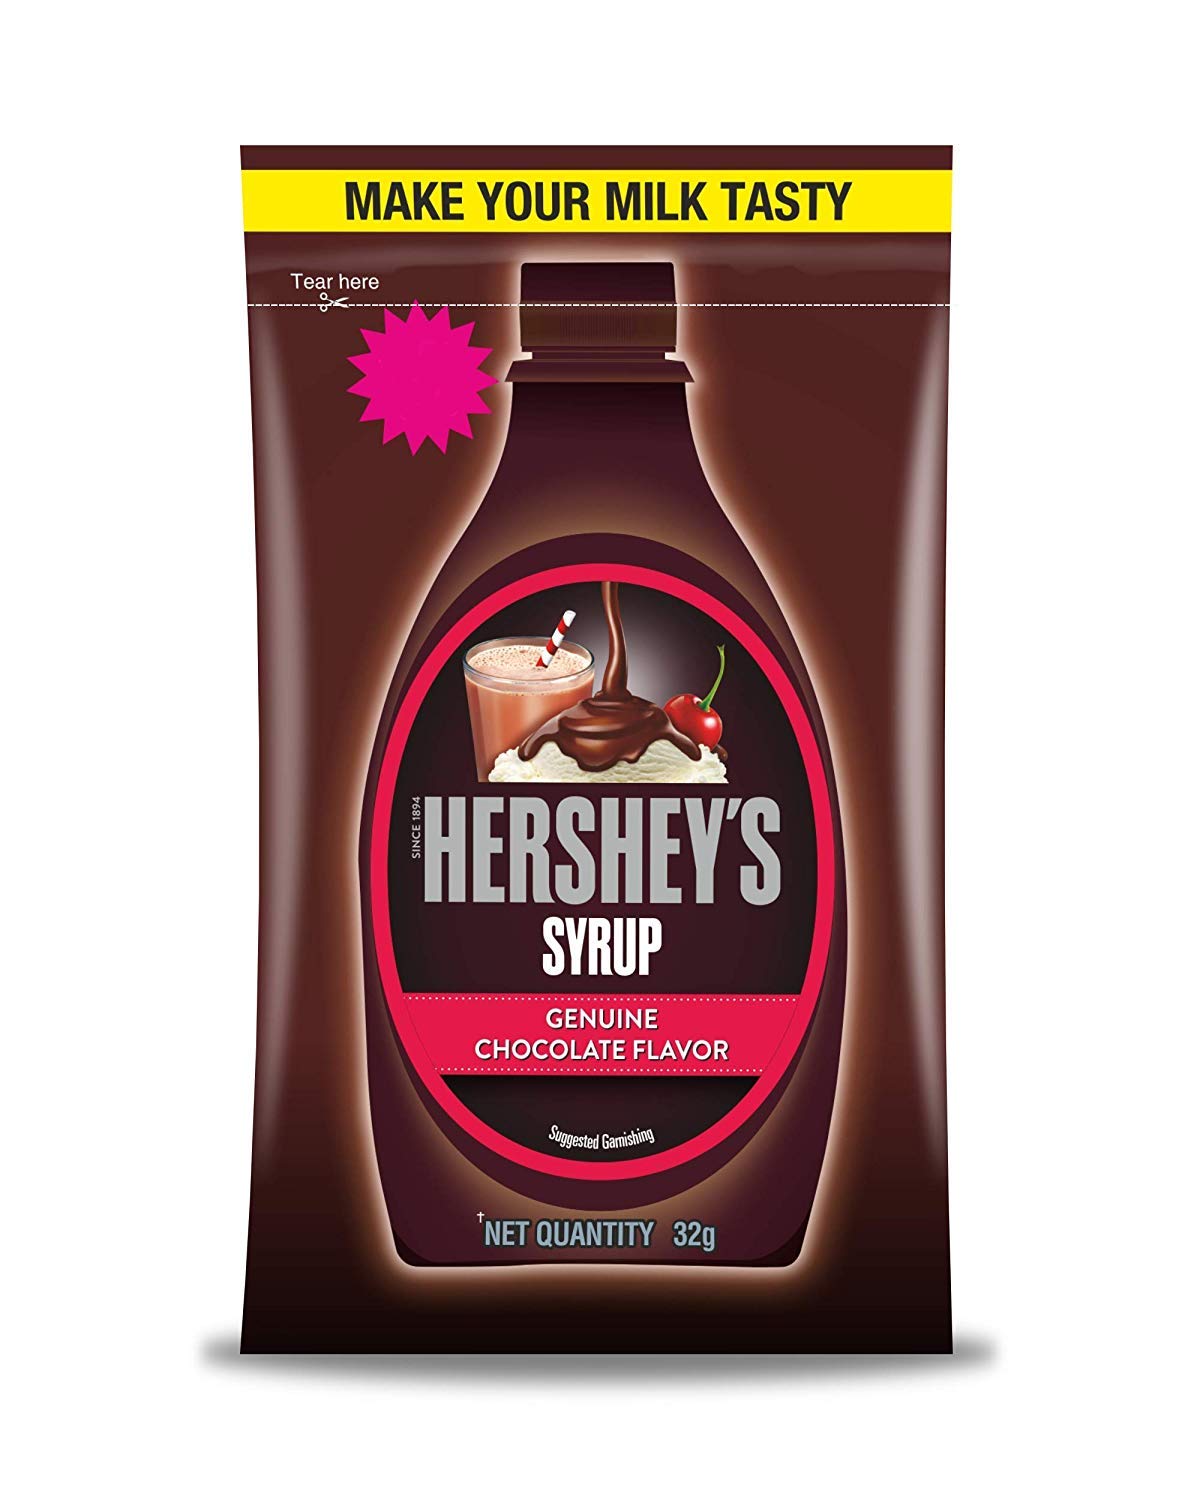 MAKE YOUR MILK TASTY
Tear here
SINCE 1894
HERSHEY'S
SYRUP
GENUINE
CHOCOLATE FLAVOR
Suggested Garnishing
†NET QUANTITY 32g